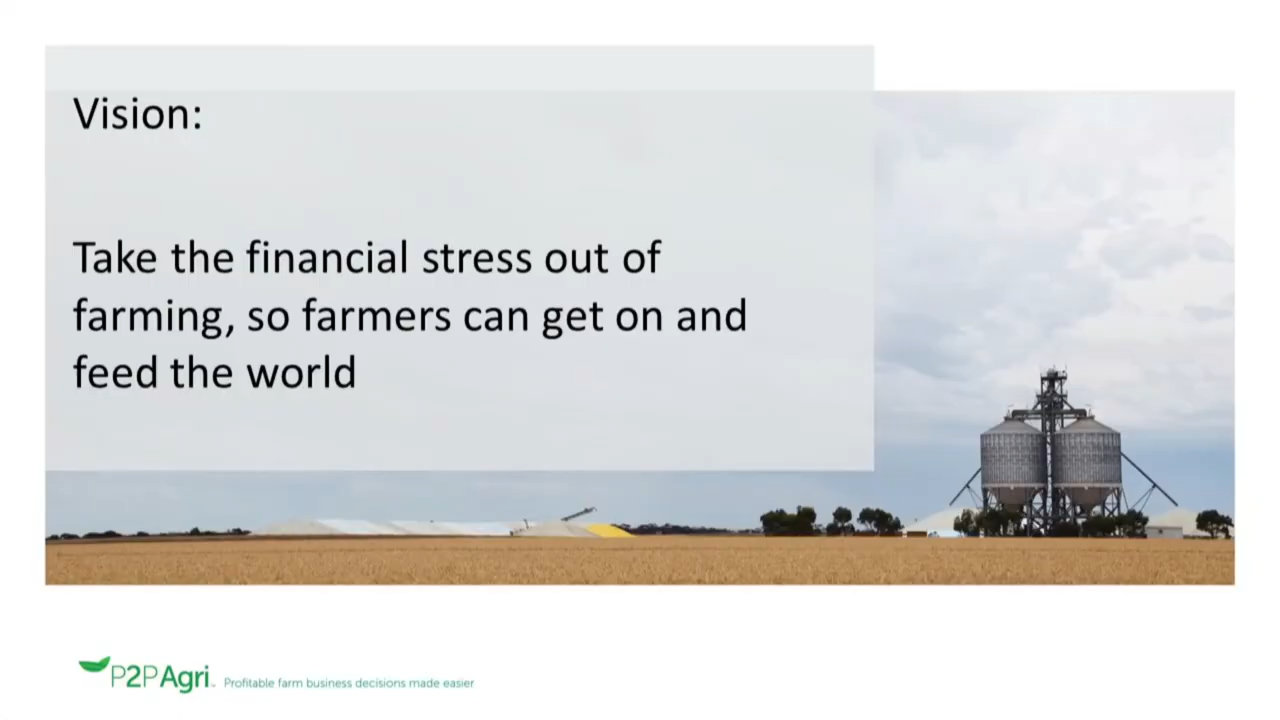 Vision:
Take the financial stress out of
farming, so farmers can get on and
feed the world
P2PAgri™ Profitable farm business decisions made easier